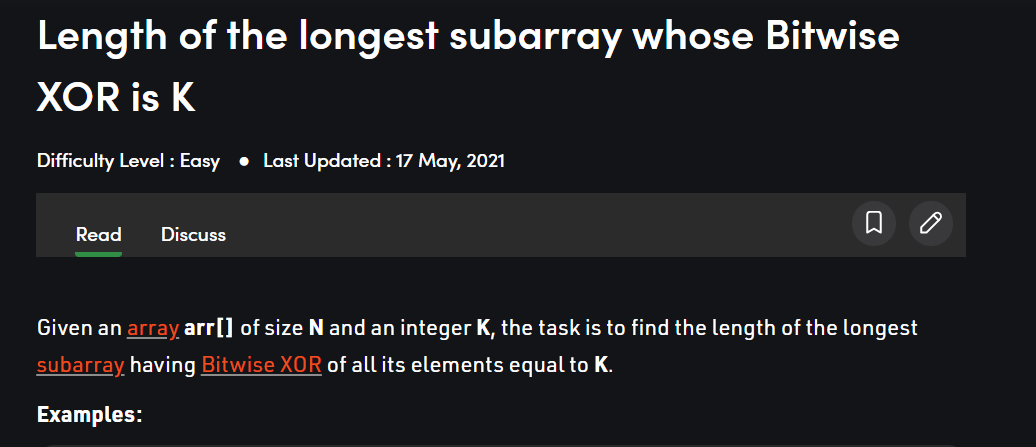 Length of the longest subarray whose Bitwise
XOR is K
Difficulty Level : Easy ● Last Updated : 17 May, 2021
Read Discuss
Given an array arr[] of size N and an integer K, the task is to find the length of the longest
subarray having Bitwise XOR of all its elements equal to K.
Examples: